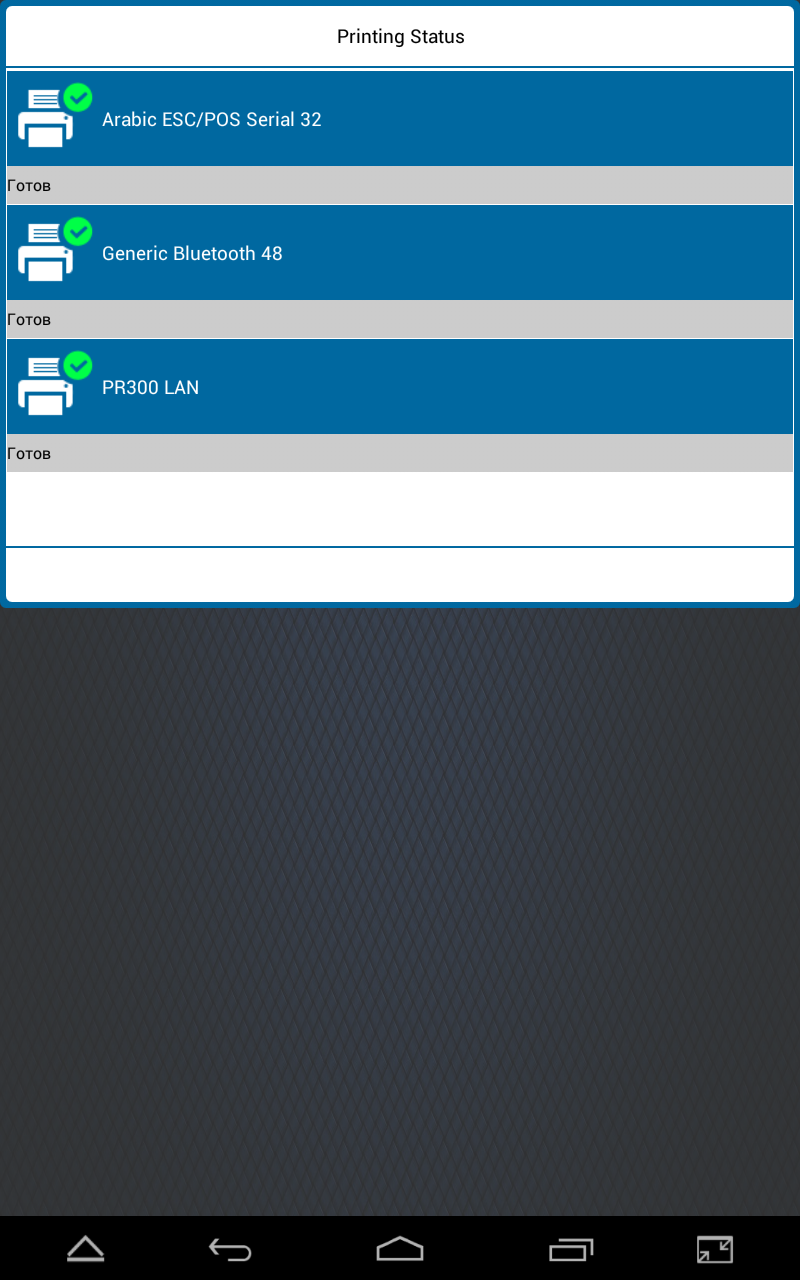 Printing Status
Arabic ESC/POS Serial 32
Готов
Generic Bluetooth 48
Готов
PR300 LAN
Готов